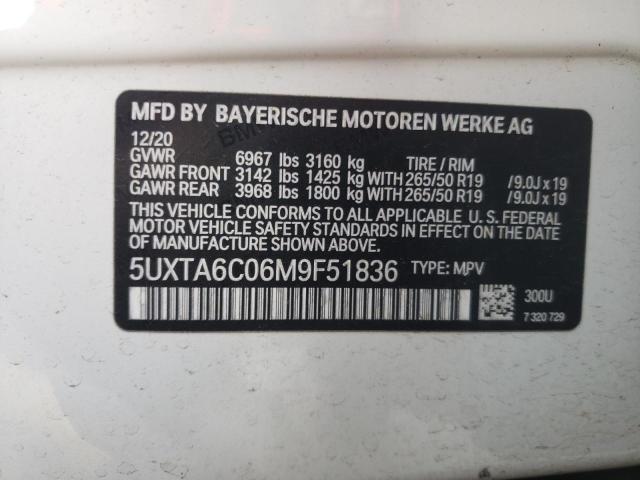 MFD BY BAYERISCHE MOTOREN WERKE AG
12/20
GVWR 6967 lbs 3160 kg TIRE / RIM
GAWR FRONT 3142 lbs 1425 kg WITH 265/50 R19 /9.0J x 19
GAWR REAR 3968 lbs 1800 kg WITH 265/50 R19 /9.0J x 19
THIS VEHICLE CONFORMS TO ALL APPLICABLE U. S. FEDERAL
MOTOR VEHICLE SAFETY STANDARDS IN EFFECT ON THE DATE OF
MANUFACTURE SHOWN ABOVE.
5UXTA6C06M9F51836 TYPE: MPV
300U
7 320 729